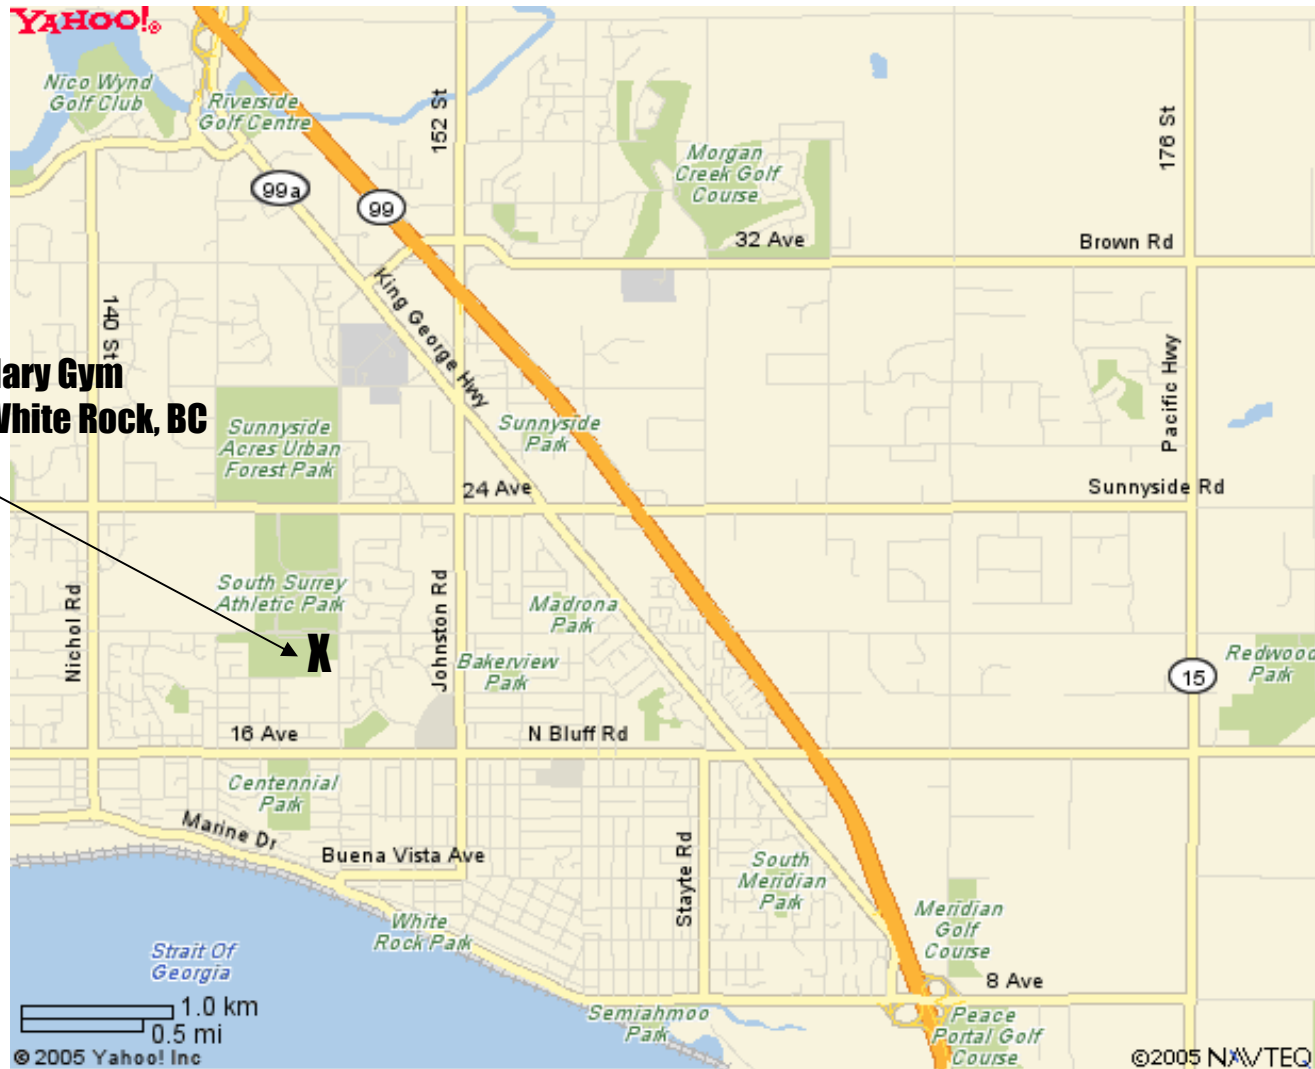 YAHOO!®
Nico Wynd
Golf Club
Riverside
Golf Centre
152 St
176 St
Morgan
Creek Golf
Course
99a
99
32 Ave
Brown Rd
King George Hwy
140 St
Pacific Hwy
Gym
White Rock, BC
Sunnyside
Acres Urban
Forest Park
Sunnyside
Park
24 Ave
Sunnyside Rd
South Surrey
Athletic Park
Nichol Rd
Johnston Rd
Madrona
Park
X
Bakerview
Park
Redwood
Park
15
16 Ave
N Bluff Rd
Centennial
Park
Marine Dr
Buena Vista Ave
Stayte Rd
South
Meridian
Park
White
Rock Park
Meridian
Golf
Course
Strait Of
Georgia
8 Ave
1.0 km
0.5 mi
Semiahmoo
Park
Peace
Portal Golf
Course
© 2005 Yahoo! Inc
©2005 NAVTEQ